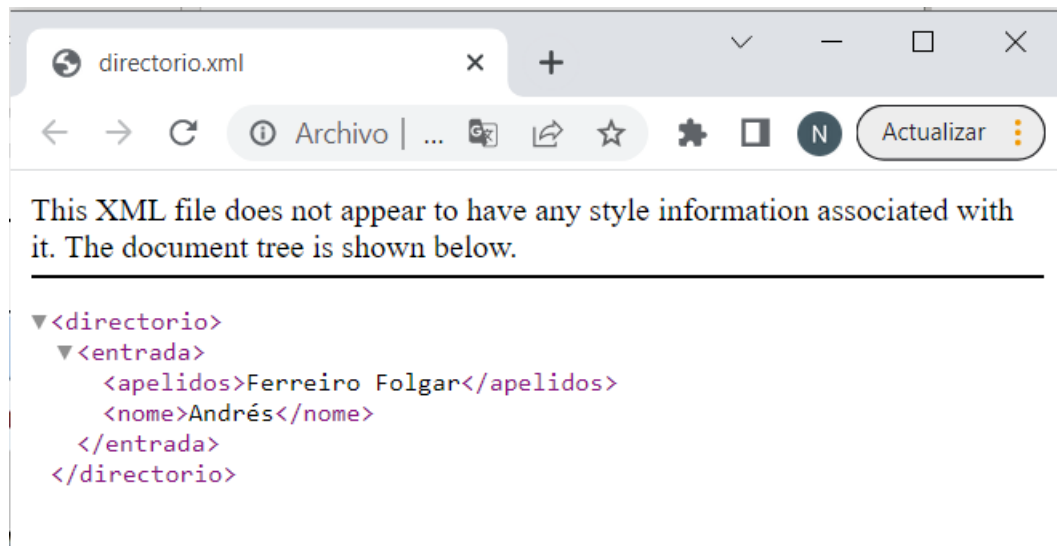 directorio.xml
Archivo | ...
N
Actualizar
This XML file does not appear to have any style information associated with
it. The document tree is shown below.
▼<directorio>
▼<entrada>
<apelidos>Ferreiro Folgar</apelidos>
<nome>Andrés</nome>
</entrada>
</directorio>